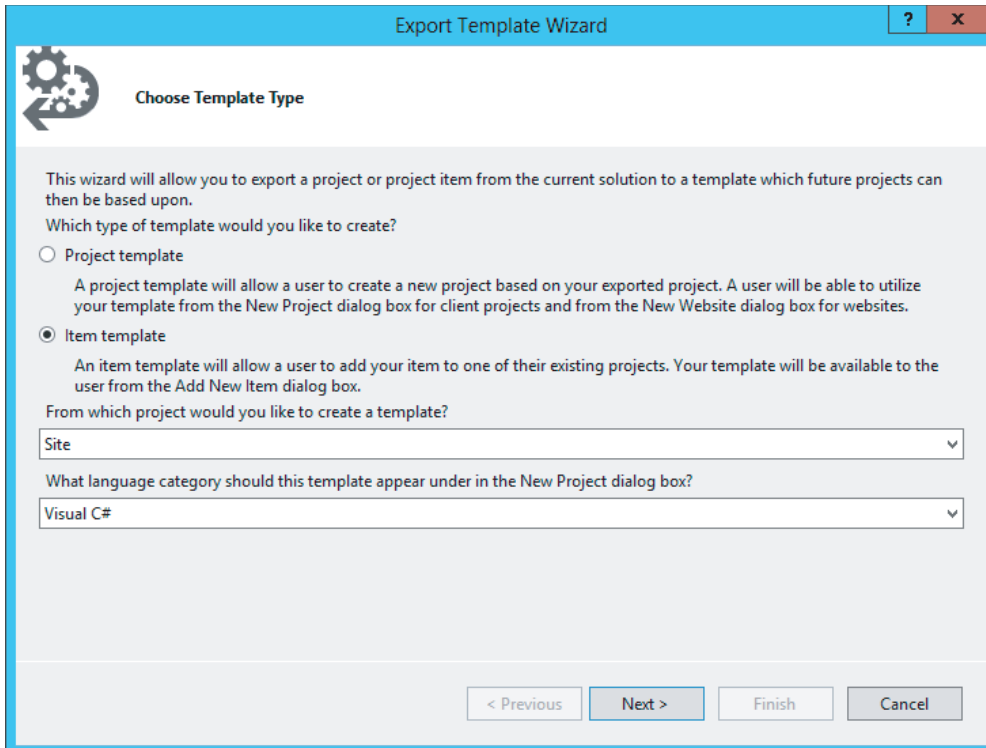 Export Template Wizard
? x
Choose Template Type
This wizard will allow you to export a project or project item from the current solution to a template which future projects can
then be based upon.
Which type of template would you like to create?
Project template
A project template will allow a user to create a new project based on your exported project. A user will be able to utilize
your template from the New Project dialog box for client projects and from the New Website dialog box for websites.
Item template
An item template will allow a user to add your item to one of their existing projects. Your template will be available to the
user from the Add New Item dialog box.
From which project would you like to create a template?
Site
What language category should this template appear under in the New Project dialog box?
Visual C#
< Previous Next > Finish Cancel